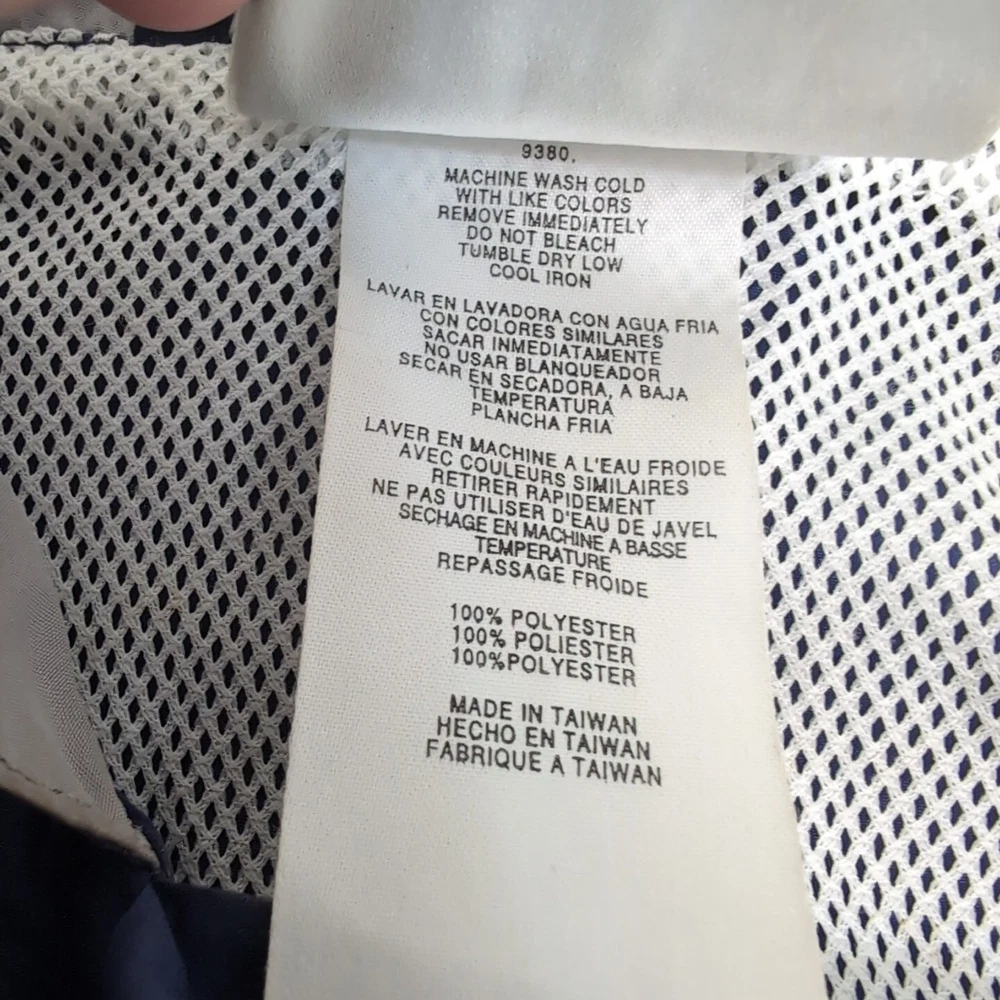 9380.
MACHINE WASH COLD
WITH LIKE COLORS
REMOVE IMMEDIATELY
DO NOT BLEACH
TUMBLE DRY LOW
COOL IRON
LAVAR EN LAVADORA CON AGUA FRIA
CON COLORES SIMILARES
SACAR INMEDIATAMENTE
NO USAR BLANQUEADOR
SECAR EN SECADORA, A BAJA
TEMPERATURA
PLANCHA FRIA
LAVER EN MACHINE A L'EAU FROIDE
AVEC COULEURS SIMILAIRES
RETIRER RAPIDEMENT
NE PAS UTILISER D'EAU DE JAVEL
SECHAGE EN MACHINE A BASSE
TEMPERATURE
REPASSAGE FROIDE
100% POLYESTER
100% POLIESTER
100%POLYESTER
MADE IN TAIWAN
HECHO EN TAIWAN
FABRIQUE A TAIWAN